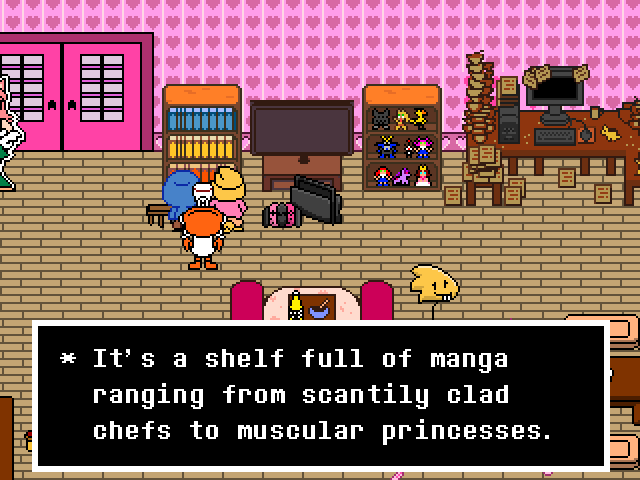 * It's a shelf full of manga
ranging from scantily clad
chefs to muscular princesses.